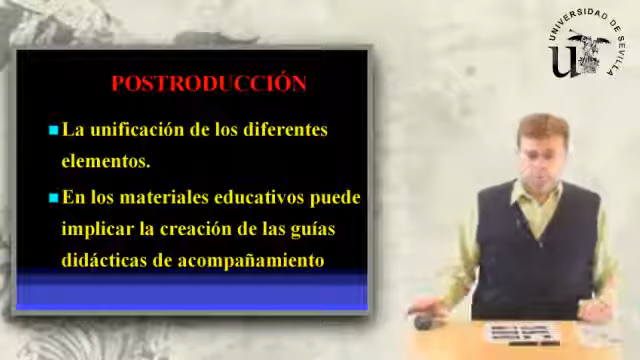 POSTRODUCCIÓN
La unificación de los diferentes
elementos.
En los materiales educativos puede
implicar la creación de las guías
didácticas de acompañamiento
UNIVERSIDAD DE SEVILLA